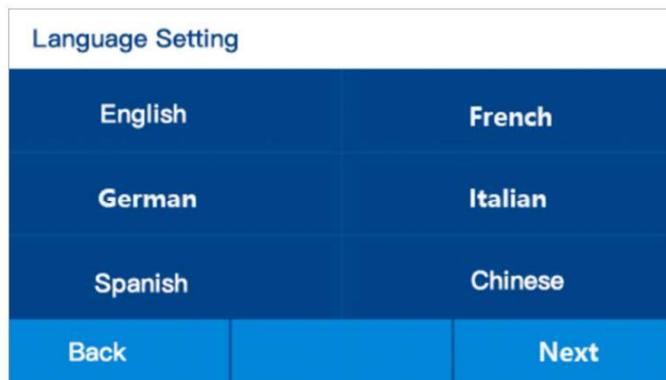 Language Setting
English French
German Italian
Spanish Chinese
Back Next